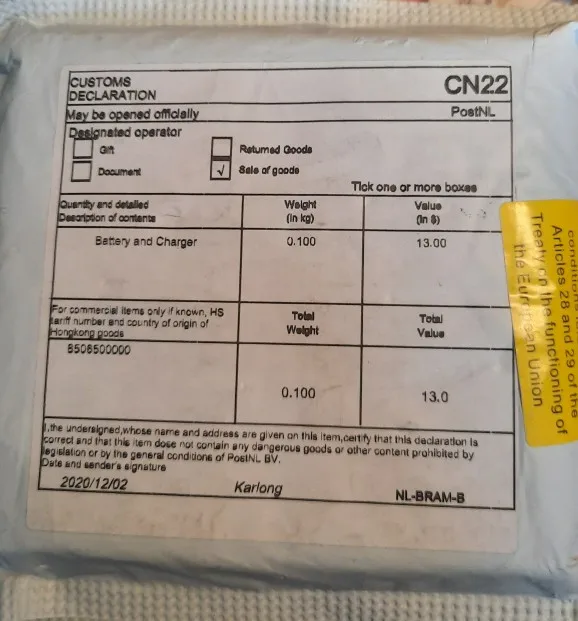 CUSTOMS
DECLARATION
CN22
May be opened officially
PostNL
Designated operator
Gift
Returned Goods
Document
√ Sale of goods
Tick one or more boxes
Quantity and detailed
Description of contents
Weight
(in kg)
Value
(in $)
Battery and Charger
0.100
13.00
For commercial items only if known, HS
tariff number and country of origin of
Hongkong goods
Total
Weight
Total
Value
8506500000
0.100
13.0
I,the undersigned,whose name and address are given on this item,certify that this declaration is
correct and that this item dose not contain any dangerous goods or other content prohibited by
legislation or by the general conditions of PostNL BV.
Date and sender's signature
2020/12/02
Karlong
NL-BRAM-B
Articles 28 and 29 of the
Treaty on the functioning of
the European Union